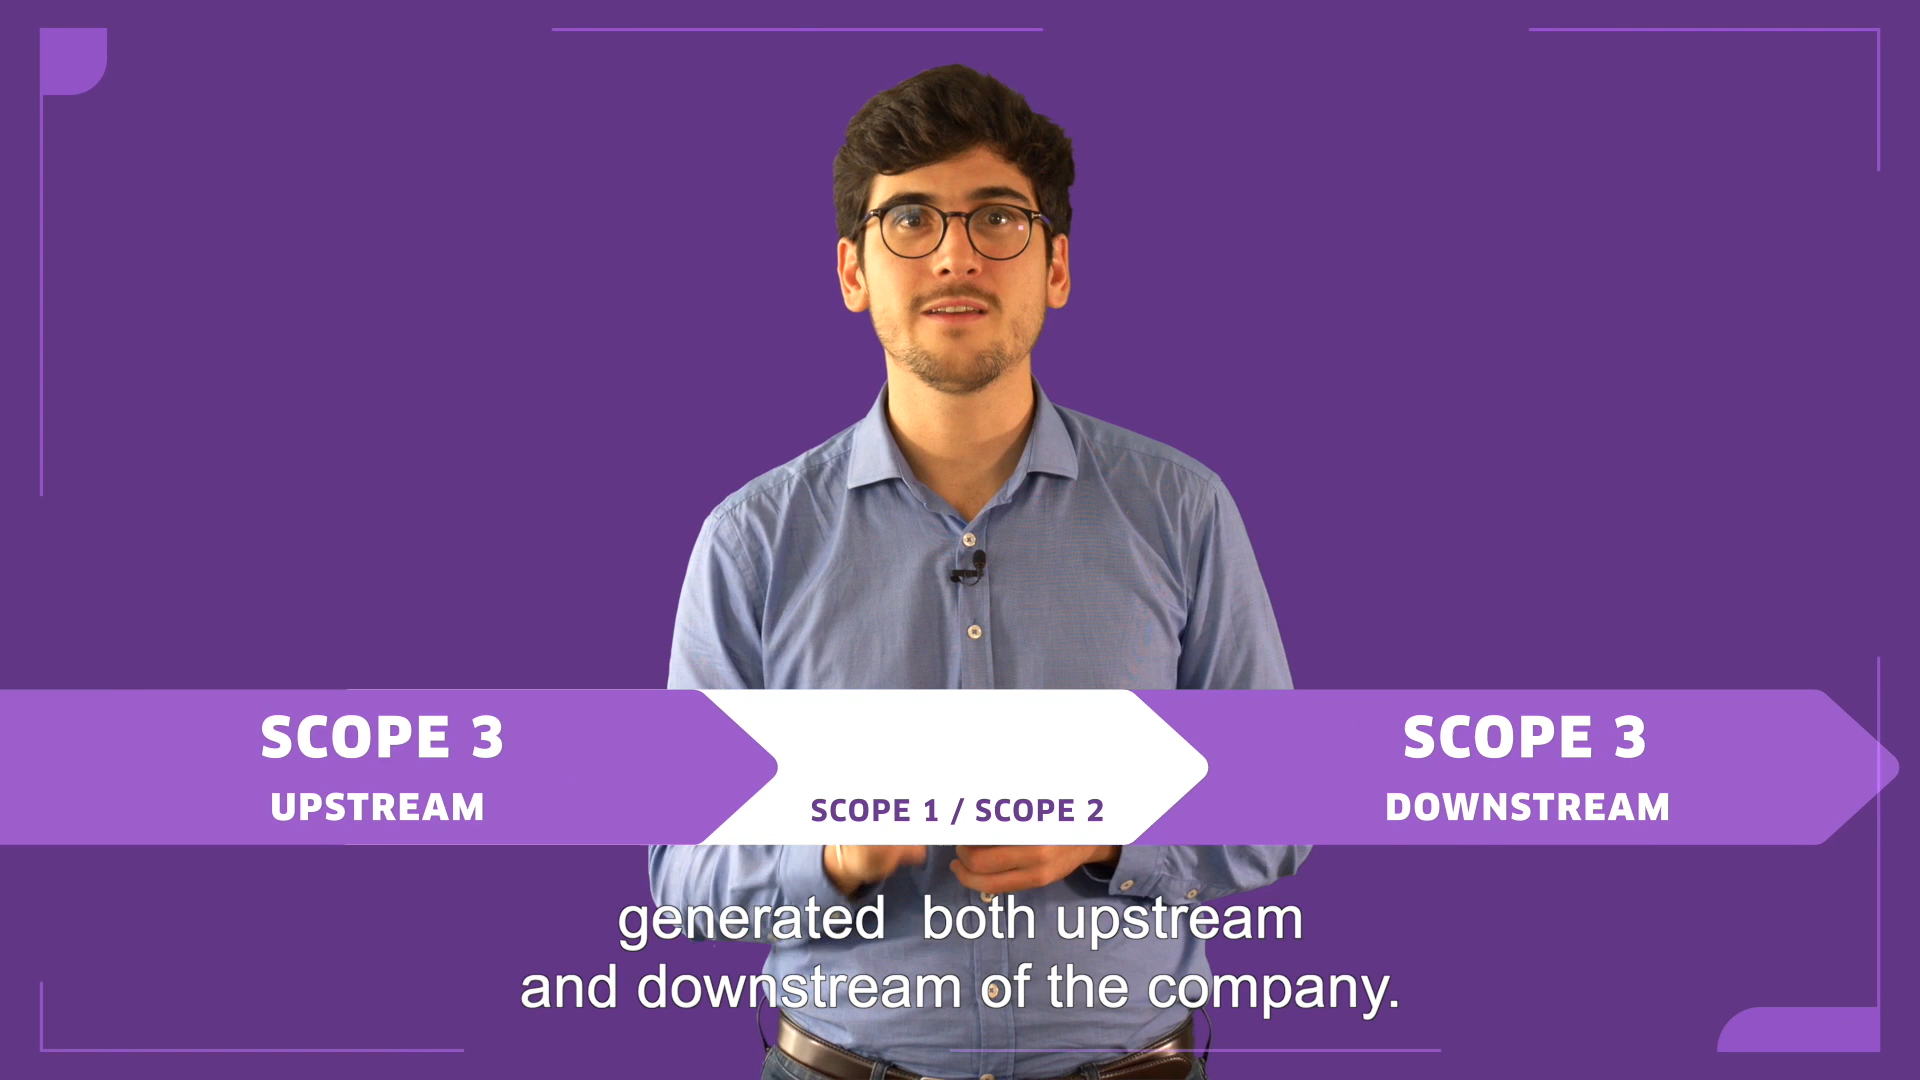 SCOPE 3
UPSTREAM
SCOPE 1 / SCOPE 2
SCOPE 3
DOWNSTREAM
generated  both upstream
and downstream of the company.